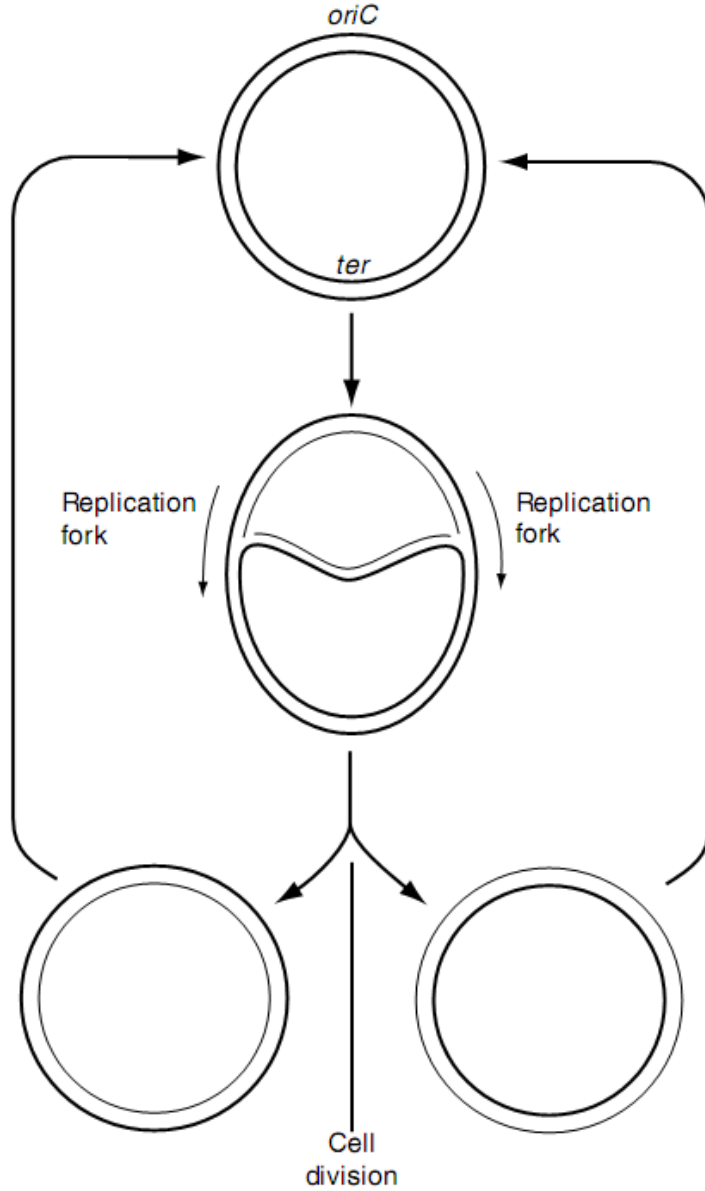 oriC
ter
Replication
fork
Replication
fork
Cell
division